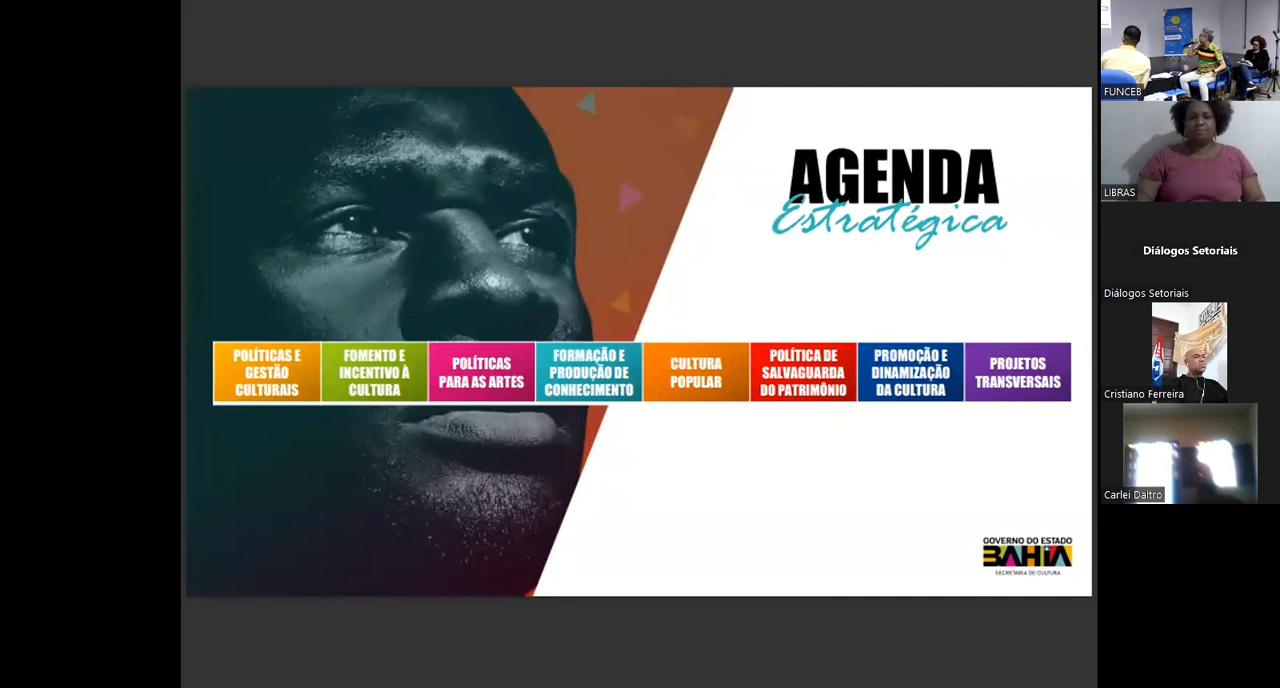 AGENDA
Estratégica
POLÍTICAS E
GESTÃO
CULTURAIS
FOMENTO E
INCENTIVO À
CULTURA
POLÍTICAS
PARA AS ARTES
FORMAÇÃO E
PRODUÇÃO DE
CONHECIMENTO
CULTURA
POPULAR
POLÍTICA DE
SALVAGUARDA
DO PATRIMÔNIO
PROMOÇÃO E
DINAMIZAÇÃO
DA CULTURA
PROJETOS
TRANSVERSAIS
GOVERNO DO ESTADO
BAHIA
SECRETARIA DE CULTURA
FUNCEB
LIBRAS
Diálogos Setoriais
Diálogos Setoriais
Cristiano Ferreira
Carlei Daltro